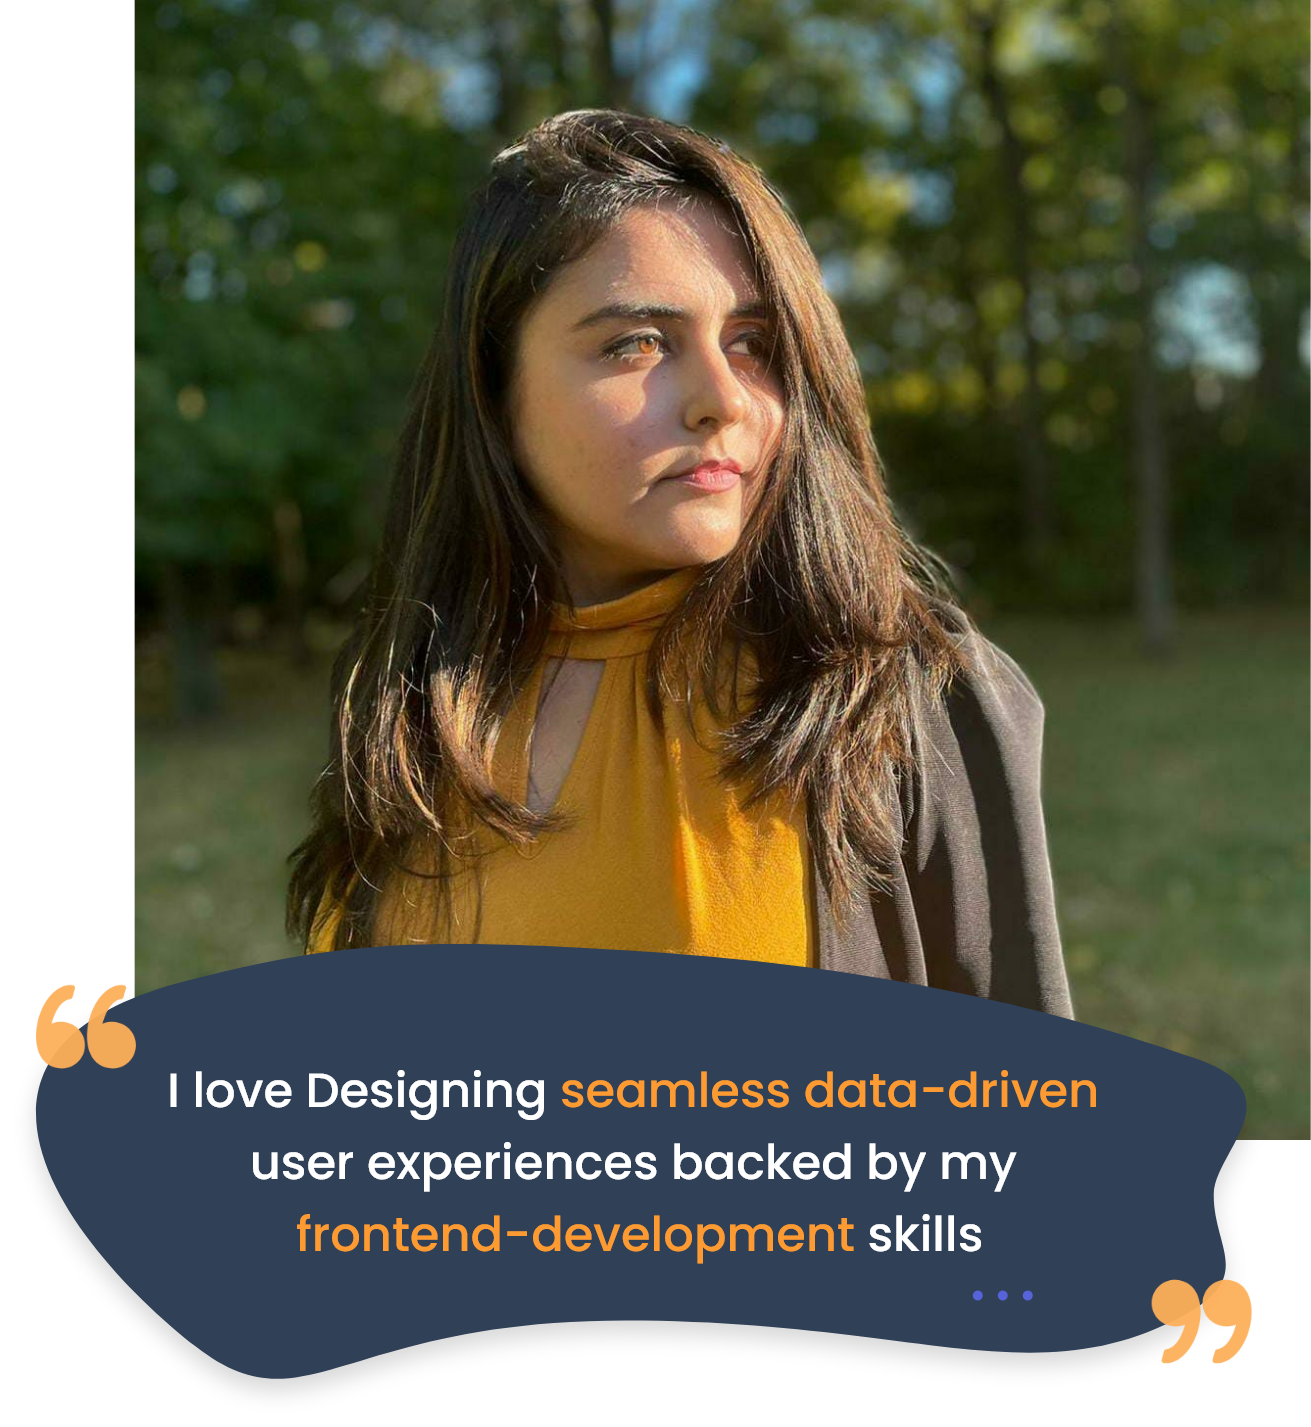 “
I love Designing seamless data-driven
user experiences backed by my
frontend-development skills
...
”